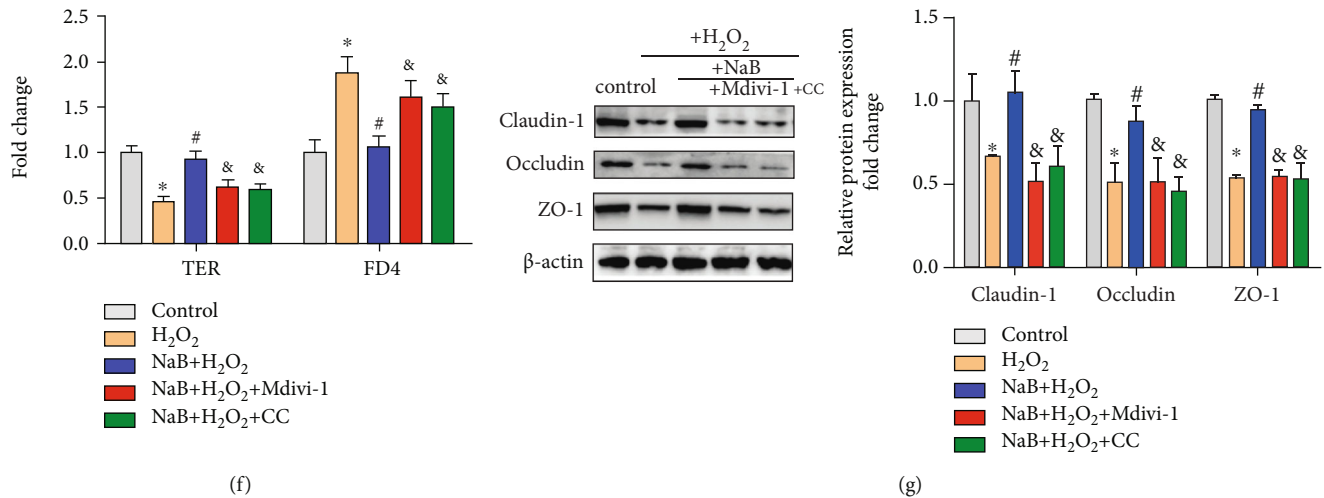 Fold change
2.5
2.0
1.5
1.0
0.5
0.0
*
#
&
&
*
#
&
&
TER
FD4
Control
H₂O₂
NaB+H₂O₂
NaB+H₂O₂+Mdivi-1
NaB+H₂O₂+CC
(f)
+H₂O₂
+NaB
control
+Mdivi-1 +CC
Claudin-1
Occludin
ZO-1
β-actin
Relative protein expression
fold change
1.5
1.0
0.5
0.0
*
#
&
&
*
#
&
&
*
#
&
&
Claudin-1
Occludin
ZO-1
Control
H₂O₂
NaB+H₂O₂
NaB+H₂O₂+Mdivi-1
NaB+H₂O₂+CC
(g)